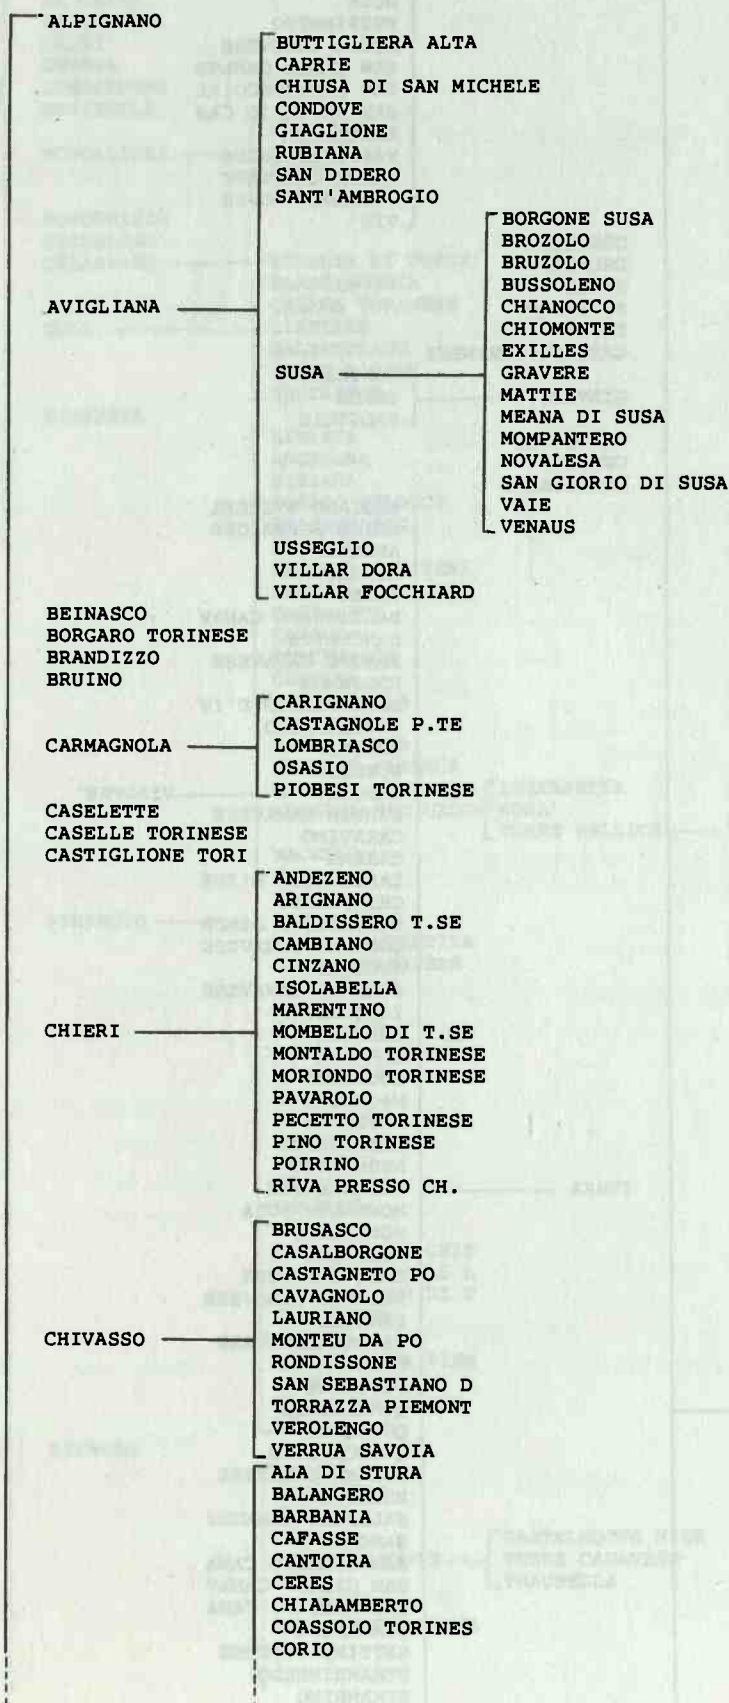 ALPIGNANO
BUTTIGLIERA ALTA
CAPRIE
CHIUSA DI SAN MICHELE
CONDOVE
GIAGLIONE
RUBIANA
SAN DIDERO
SANT'AMBROGIO
BORGONE SUSA
BROZOLO
BRUZOLO
BUSSOLENO
AVIGLIANA
CHIANOCCO
CHIOMONTE
EXILLES
SUSA
GRAVERE
MATTIE
MEANA DI SUSA
MOMPANTERO
NOVALESA
SAN GIORIO DI SUSA
VAIE
VENAUS
USSEGLIO
VILLAR DORA
VILLAR FOCCHIARD
BEINASCO
BORGARO TORINESE
BRANDIZZO
BRUINO
CARIGNANO
CASTAGNOLE P.TE
CARMAGNOLA
LOMBRIASCO
OSASIO
PIOBESI TORINESE
CASELETTE
CASELLE TORINESE
CASTIGLIONE TORI
ANDEZENO
ARIGNANO
BALDISSERO T.SE
CAMBIANO
CINZANO
ISOLABELLA
MARENTINO
CHIERI
MOMBELLO DI T.SE
MONTALDO TORINESE
MORIONDO TORINESE
PAVAROLO
PECETTO TORINESE
PINO TORINESE
POIRINO
RIVA PRESSO CH.
BRUSASCO
CASALBORGONE
CASTAGNETO PO
CAVAGNOLO
LAURIANO
CHIVASSO
MONTEU DA PO
RONDISSONE
SAN SEBASTIANO D
TORRAZZA PIEMONT
VEROLENGO
VERRUA SAVOIA
ALA DI STURA
BALANGERO
BARBANIA
CAFASSE
CANTOIRA
CERES
CHIALAMBERTO
COASSOLO TORINES
CORIO